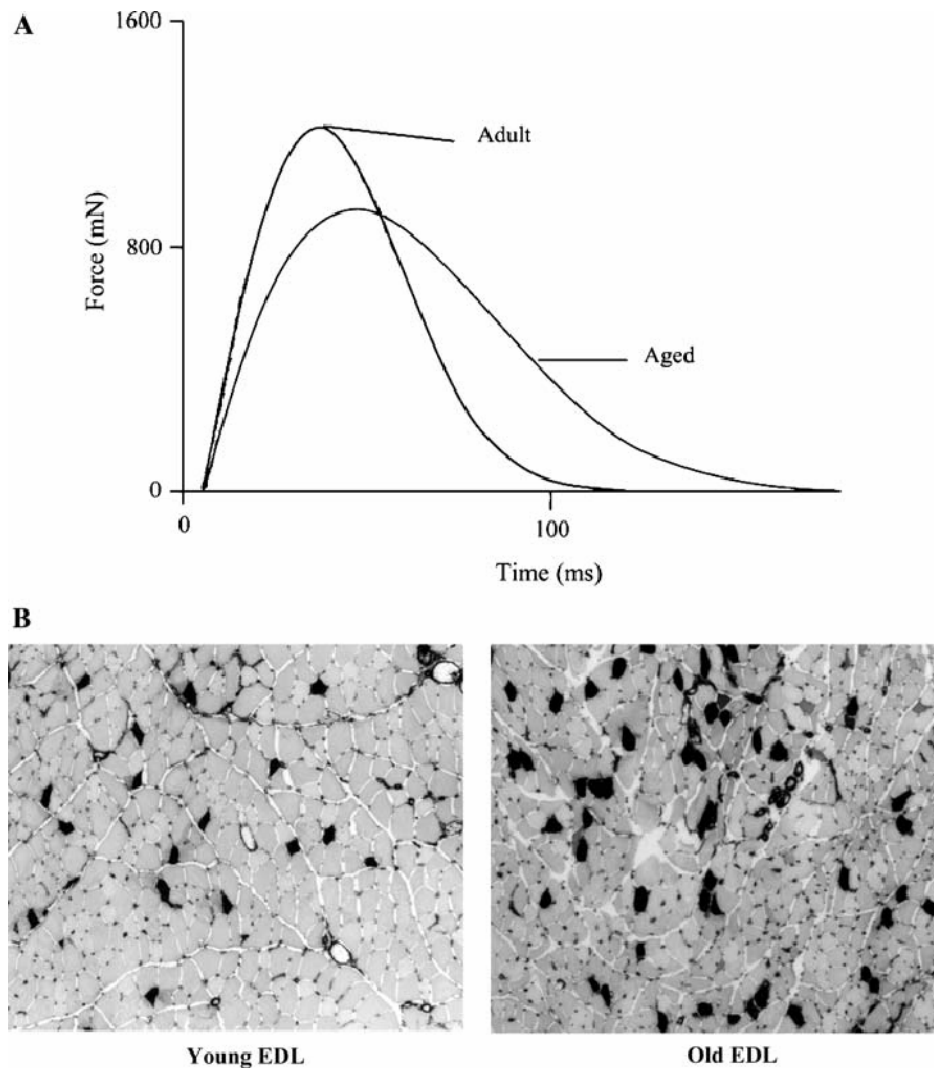 A
1600
Adult
Force (mN)
800
Aged
0
0
100
Time (ms)
B
Young EDL
Old EDL